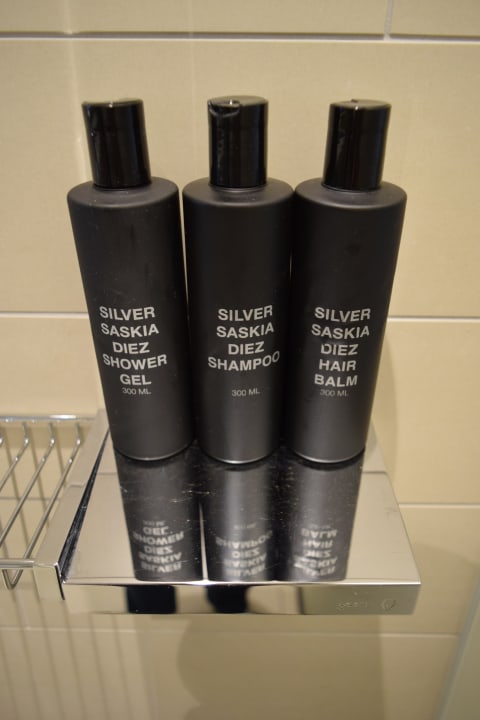 SILVER
SASKIA
DIEZ
SHOWER
GEL
300 ML
SILVER
SASKIA
DIEZ
SHAMPOO
300 ML
SILVER
SASKIA
DIEZ
HAIR
BALM
300 ML